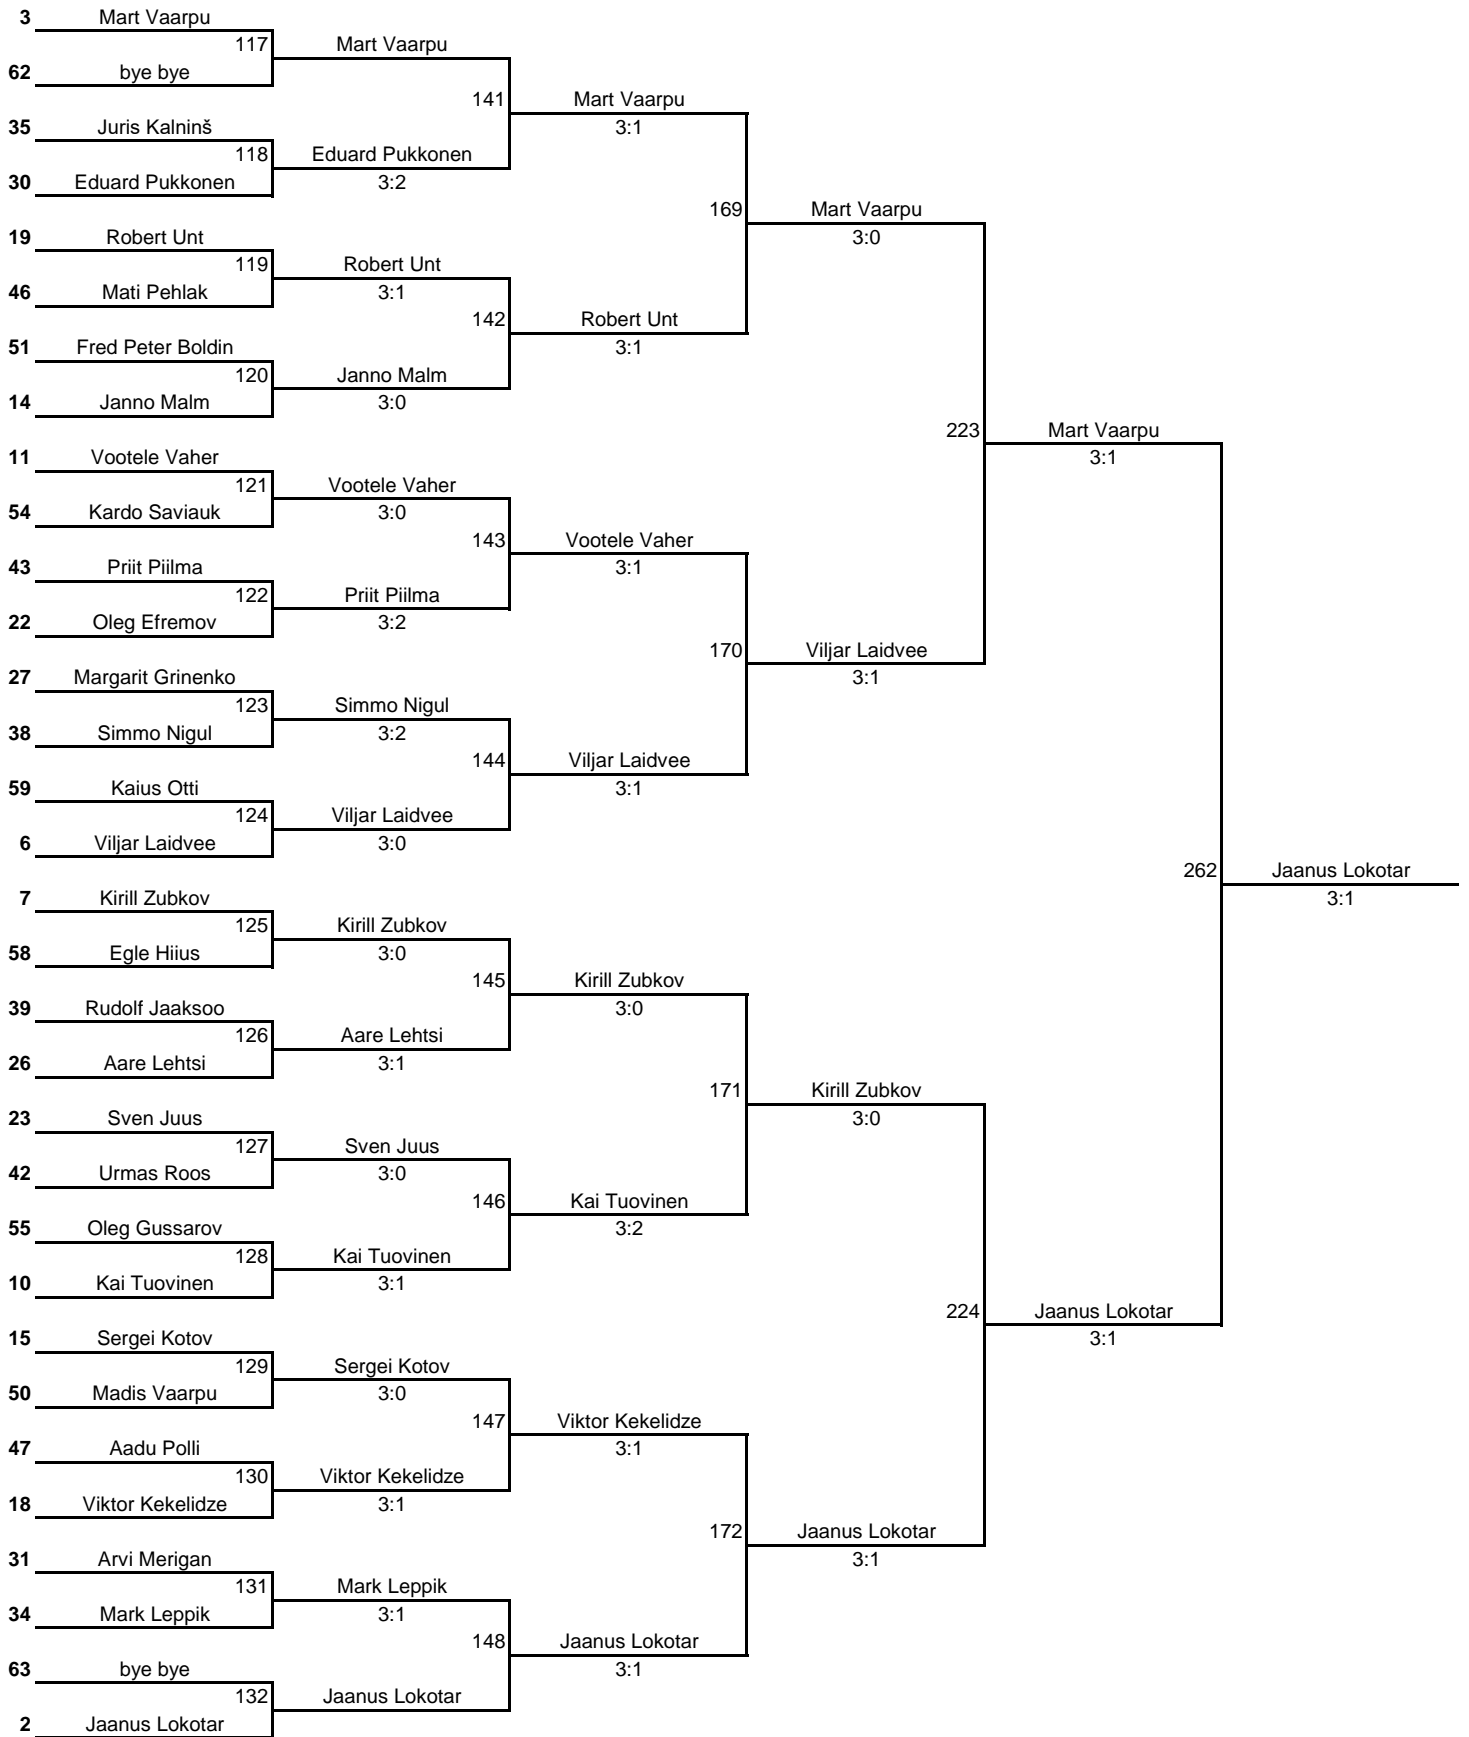 3 Mart Vaarpu
117 Mart Vaarpu
62 bye bye
141 Mart Vaarpu
35 Juris Kalninš 3:1
118 Eduard Pukkonen
30 Eduard Pukkonen 3:2
169 Mart Vaarpu
19 Robert Unt 3:0
119 Robert Unt
46 Mati Pehlak 3:1
142 Robert Unt
51 Fred Peter Boldin 3:1
120 Janno Malm
14 Janno Malm 3:0
223 Mart Vaarpu
11 Vootele Vaher 3:1
121 Vootele Vaher
54 Kardo Saviauk 3:0
143 Vootele Vaher
43 Priit Piilma 3:1
122 Priit Piilma
22 Oleg Efremov 3:2
170 Viljar Laidvee
27 Margarit Grinenko 3:1
123 Simmo Nigul
38 Simmo Nigul 3:2
144 Viljar Laidvee
59 Kaius Otti 3:1
124 Viljar Laidvee
6 Viljar Laidvee 3:0
262 Jaanus Lokotar
7 Kirill Zubkov 3:1
125 Kirill Zubkov
58 Egle Hiius 3:0
145 Kirill Zubkov
39 Rudolf Jaaksoo 3:0
126 Aare Lehtsi
26 Aare Lehtsi 3:1
171 Kirill Zubkov
23 Sven Juus 3:0
127 Sven Juus
42 Urmas Roos 3:0
146 Kai Tuovinen
55 Oleg Gussarov 3:2
128 Kai Tuovinen
10 Kai Tuovinen 3:1
224 Jaanus Lokotar
15 Sergei Kotov 3:1
129 Sergei Kotov
50 Madis Vaarpu 3:0
147 Viktor Kekelidze
47 Aadu Polli 3:1
130 Viktor Kekelidze
18 Viktor Kekelidze 3:1
172 Jaanus Lokotar
31 Arvi Merigan 3:1
131 Mark Leppik
34 Mark Leppik 3:1
148 Jaanus Lokotar
63 bye bye 3:1
132 Jaanus Lokotar
2 Jaanus Lokotar